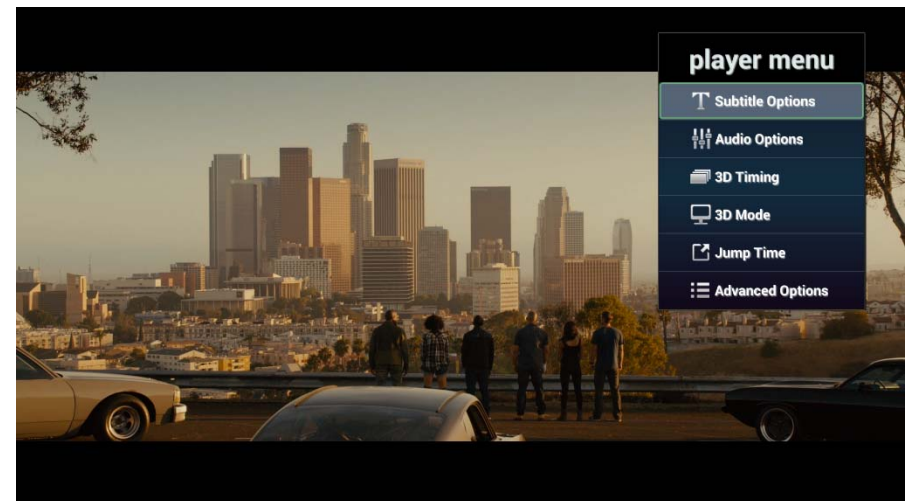 player menu
Subtitle Options
Audio Options
3D Timing
3D Mode
Jump Time
Advanced Options